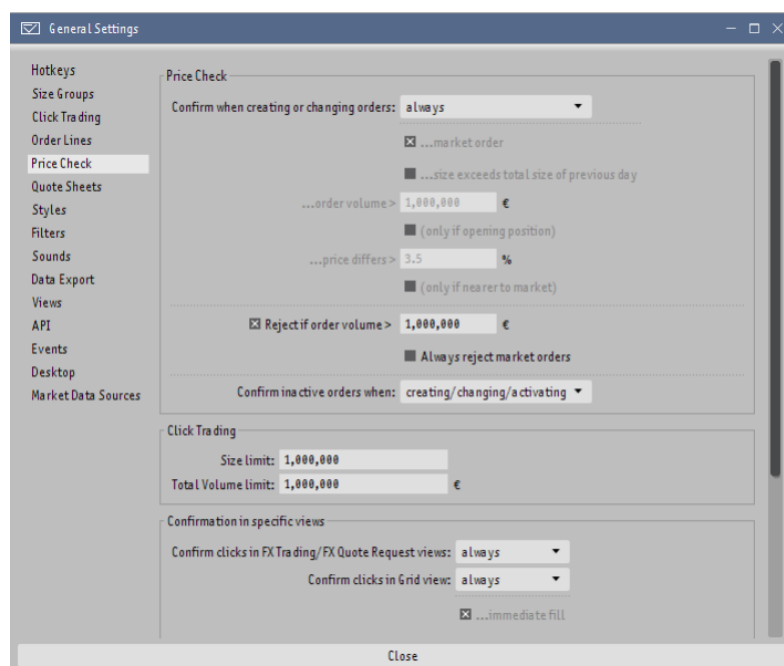 General Settings
Hotkeys
Size Groups
Click Trading
Order Lines
Price Check
Quote Sheets
Styles
Filters
Sounds
Data Export
Views
API
Events
Desktop
Market Data Sources
Price Check
Confirm when creating or changing orders: always
...market order
...size exceeds total size of previous day
...order volume > 1,000,000 €
(only if opening position)
...price differs > 3.5 %
(only if nearer to market)
Reject if order volume > 1,000,000 €
Always reject market orders
Confirm inactive orders when: creating/changing/activating
Click Trading
Size limit: 1,000,000
Total Volume limit: 1,000,000 €
Confirmation in specific views
Confirm clicks in FX Trading/FX Quote Request views: always
Confirm clicks in Grid view: always
...immediate fill
Close